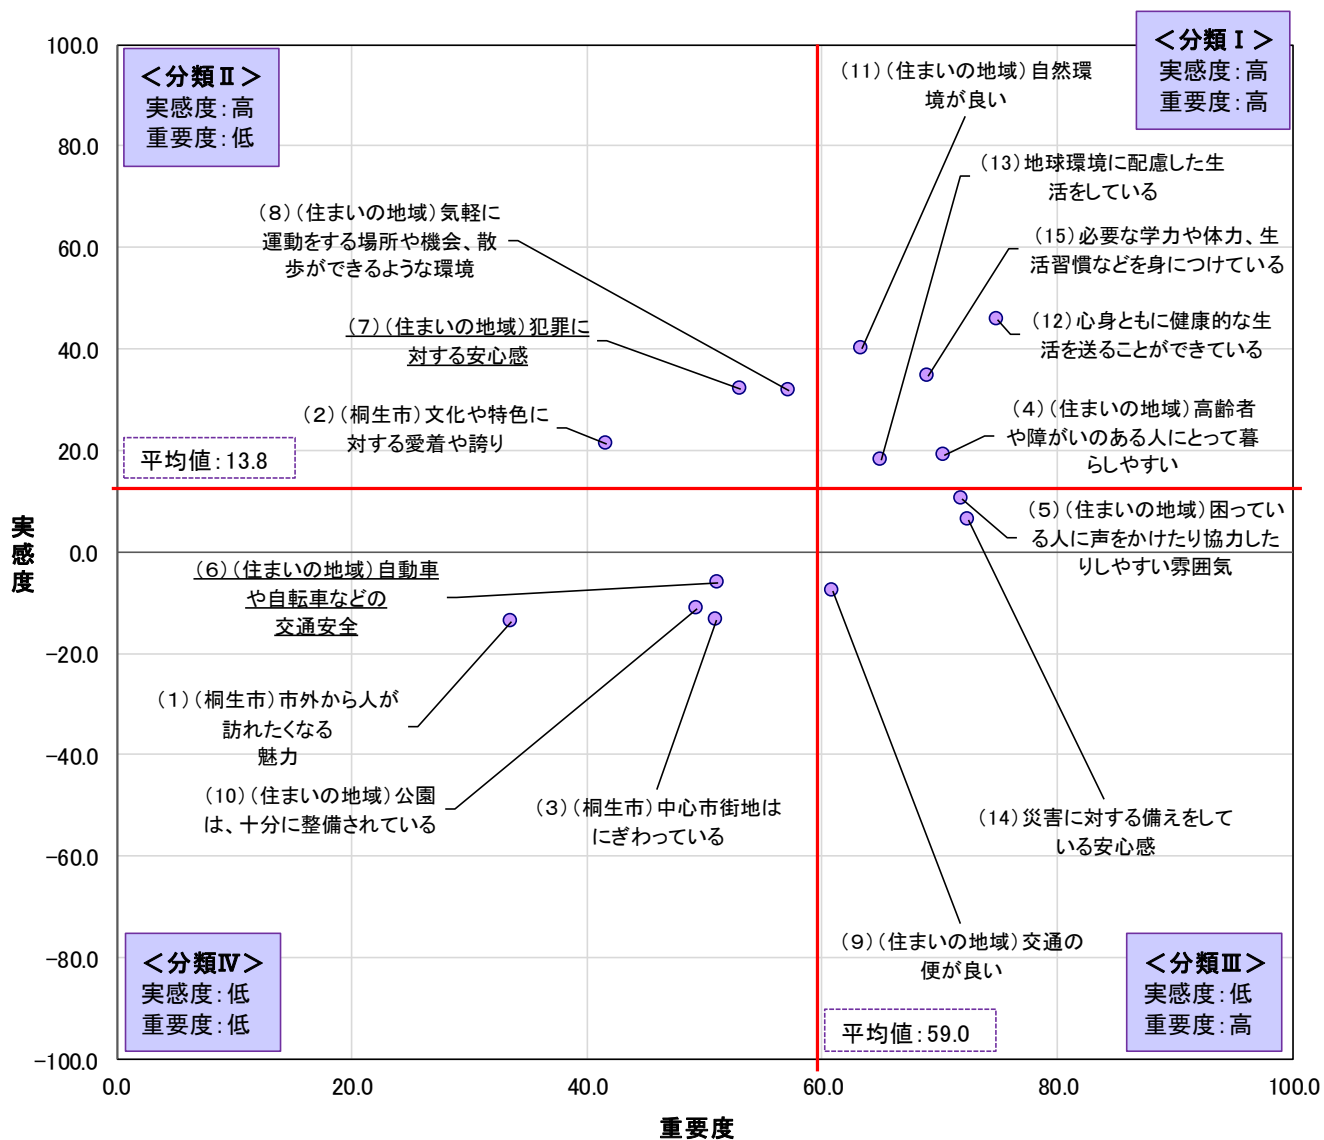 ＜分類Ⅰ＞
実感度：高
重要度：高
＜分類Ⅱ＞
実感度：高
重要度：低
100.0
80.0
60.0
40.0
20.0
0.0
-20.0
-40.0
-60.0
-80.0
-100.0
実感度
（11）（住まいの地域）自然環
境が良い
（13）地球環境に配慮した生
活をしている
（8）（住まいの地域）気軽に
運動をする場所や機会、散
歩ができるような環境
（15）必要な学力や体力、生
活習慣などを身につけている
（7）（住まいの地域）犯罪に
対する安心感
（12）心身ともに健康的な生
活を送ることができている
（2）（桐生市）文化や特色に
対する愛着や誇り
（4）（住まいの地域）高齢者
や障がいのある人にとって暮
らしやすい
平均値：13.8
（5）（住まいの地域）困ってい
る人に声をかけたり協力した
りしやすい雰囲気
（6）（住まいの地域）自動車
や自転車などの
交通安全
（1）（桐生市）市外から人が
訪れたくなる
魅力
（10）（住まいの地域）公園
は、十分に整備されている
（3）（桐生市）中心市街地は
にぎわっている
（14）災害に対する備えをして
いる安心感
（9）（住まいの地域）交通の
便が良い
＜分類Ⅳ＞
実感度：低
重要度：低
＜分類Ⅲ＞
実感度：低
重要度：高
平均値：59.0
0.0
20.0
40.0
60.0
80.0
100.0
重要度